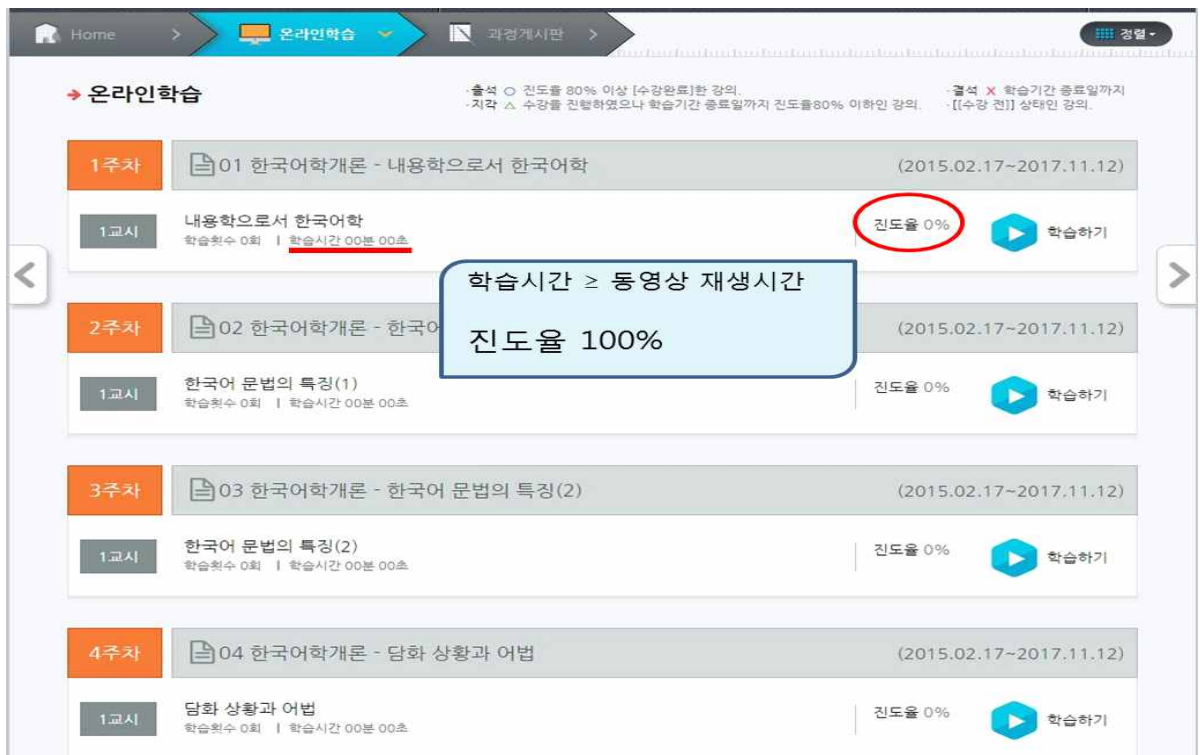 Home > 온라인학습 과정게시판 > 정렬
온라인학습
·출석 ○ 진도율 80% 이상 [수강완료]한 강의. ·결석 X 학습기간 종료일까지
·지각 △ 수강을 진행하였으나 학습기간 종료일까지 진도율80% 이하인 강의. ·[[수강 전]] 상태인 강의.
1주차 01 한국어학개론 - 내용학으로서 한국어학 (2015.02.17~2017.11.12)
1교시 내용학으로서 한국어학 진도율 0% 학습하기
학습횟수 0회 | 학습시간 00분 00초
학습시간 ≥ 동영상 재생시간
진도율 100%
2주차 02 한국어학개론 - 한국어 (2015.02.17~2017.11.12)
1교시 한국어 문법의 특징(1) 진도율 0% 학습하기
학습횟수 0회 | 학습시간 00분 00초
3주차 03 한국어학개론 - 한국어 문법의 특징(2) (2015.02.17~2017.11.12)
1교시 한국어 문법의 특징(2) 진도율 0% 학습하기
학습횟수 0회 | 학습시간 00분 00초
4주차 04 한국어학개론 - 담화 상황과 어법 (2015.02.17~2017.11.12)
1교시 담화 상황과 어법 진도율 0% 학습하기
학습횟수 0회 | 학습시간 00분 00초